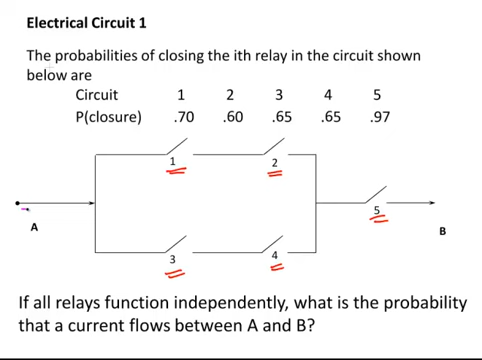 Electrical Circuit 1
The probabilities of closing the ith relay in the circuit shown
below are
Circuit 1 2 3 4 5
P(closure) .70 .60 .65 .65 .97
1 2
5
A
B
3 4
If all relays function independently, what is the probability
that a current flows between A and B?